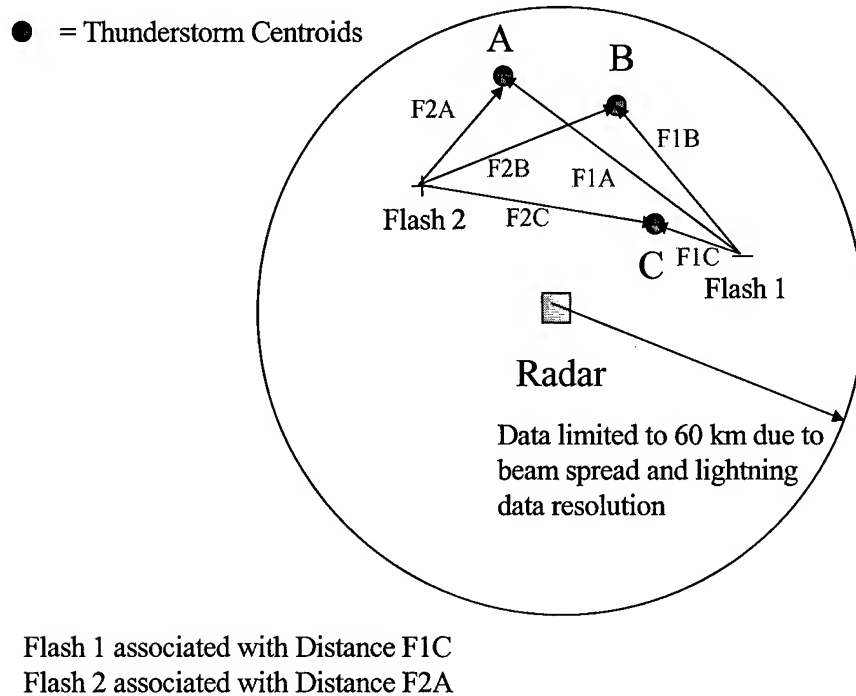 = Thunderstorm Centroids
A
B
F2A
F1B
F2B
F1A
Flash 2
F2C
C
F1C
Flash 1
Radar
Data limited to 60 km due to
beam spread and lightning
data resolution
Flash 1 associated with Distance F1C
Flash 2 associated with Distance F2A